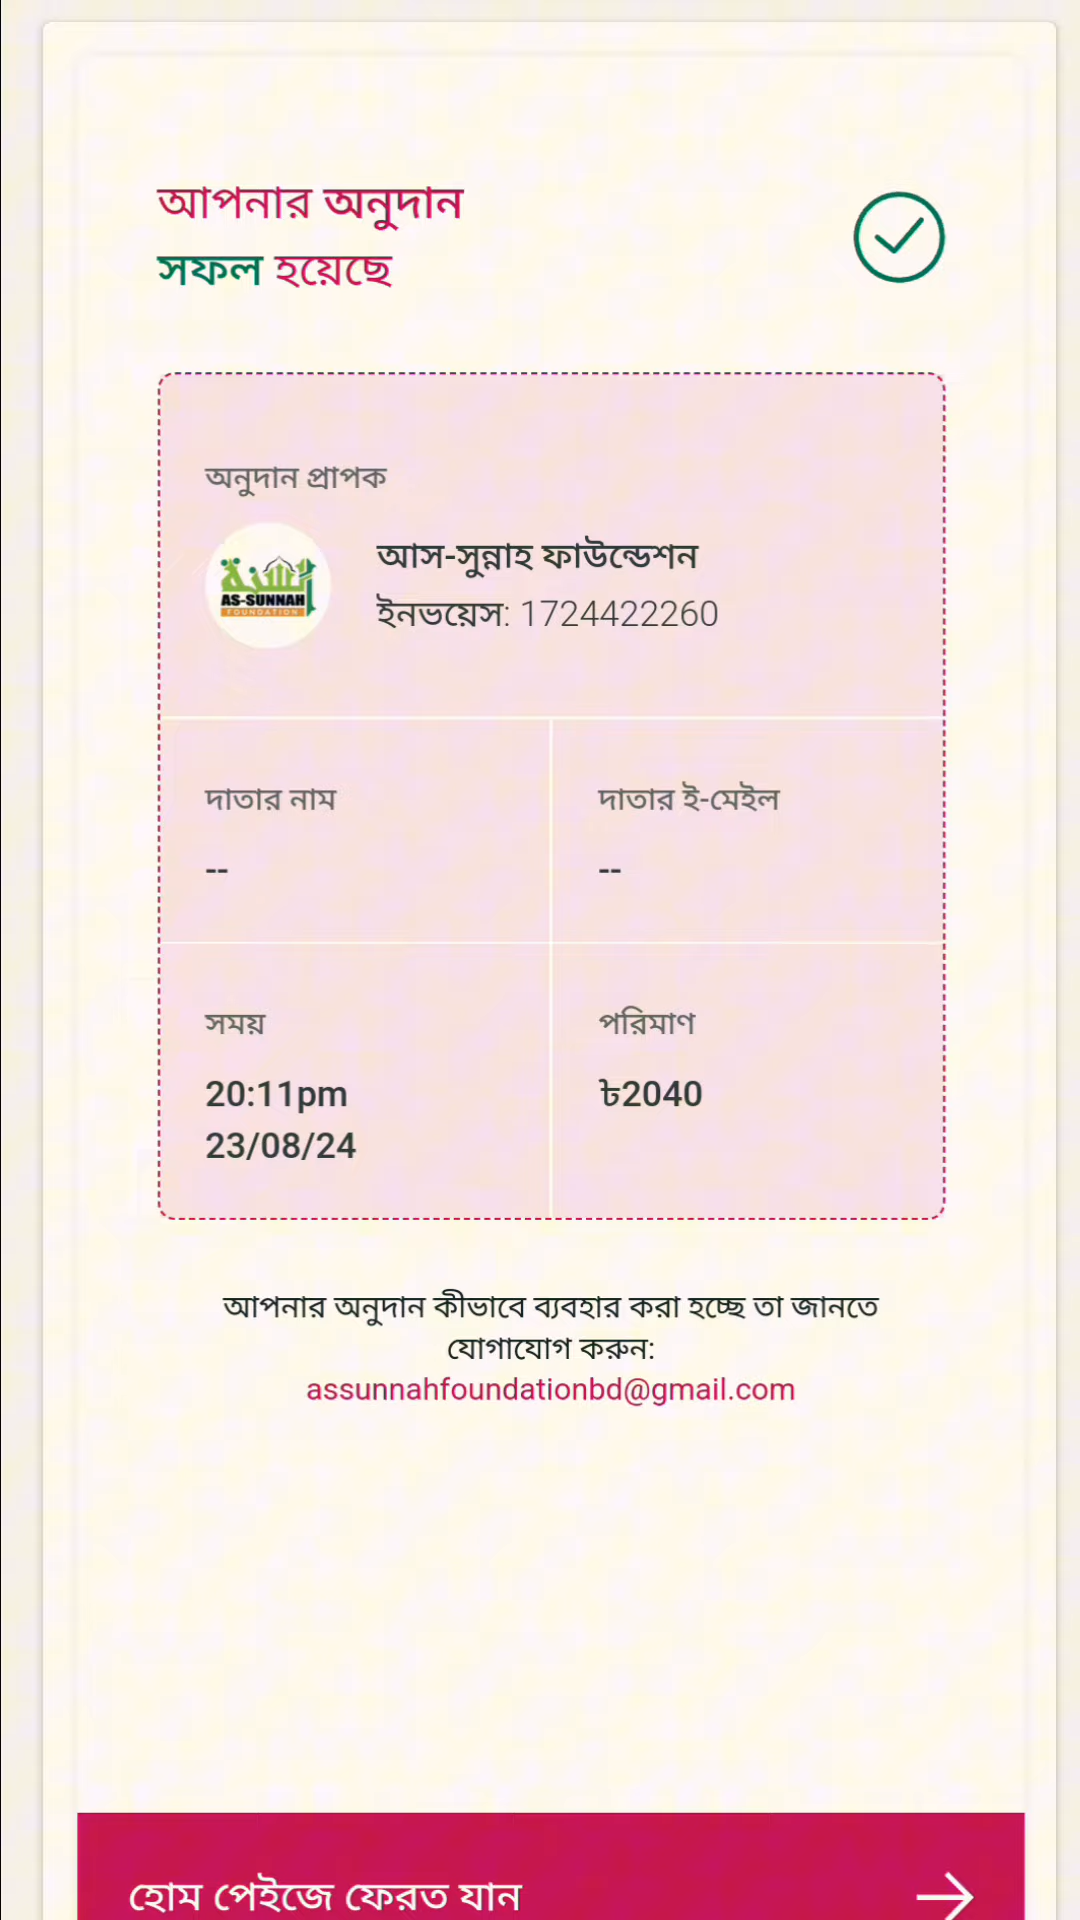 আপনার অনুদান
সফল হয়েছে
অনুদান প্রাপক
السنة
AS-SUNNAH
FOUNDATION
আস-সুন্নাহ ফাউন্ডেশন
ইনভয়েস: 1724422260
দাতার নাম
--
দাতার ই-মেইল
--
সময়
20:11pm
23/08/24
পরিমাণ
৳2040
আপনার অনুদান কীভাবে ব্যবহার করা হচ্ছে তা জানতে
যোগাযোগ করুন:
assunnahfoundationbd@gmail.com
হোম পেইজে ফেরত যান